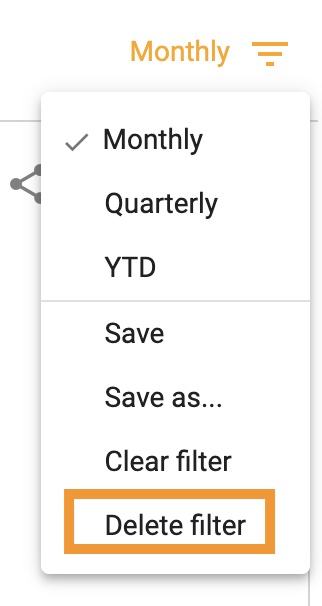 Monthly
Monthly
Quarterly
YTD
Save
Save as...
Clear filter
Delete filter